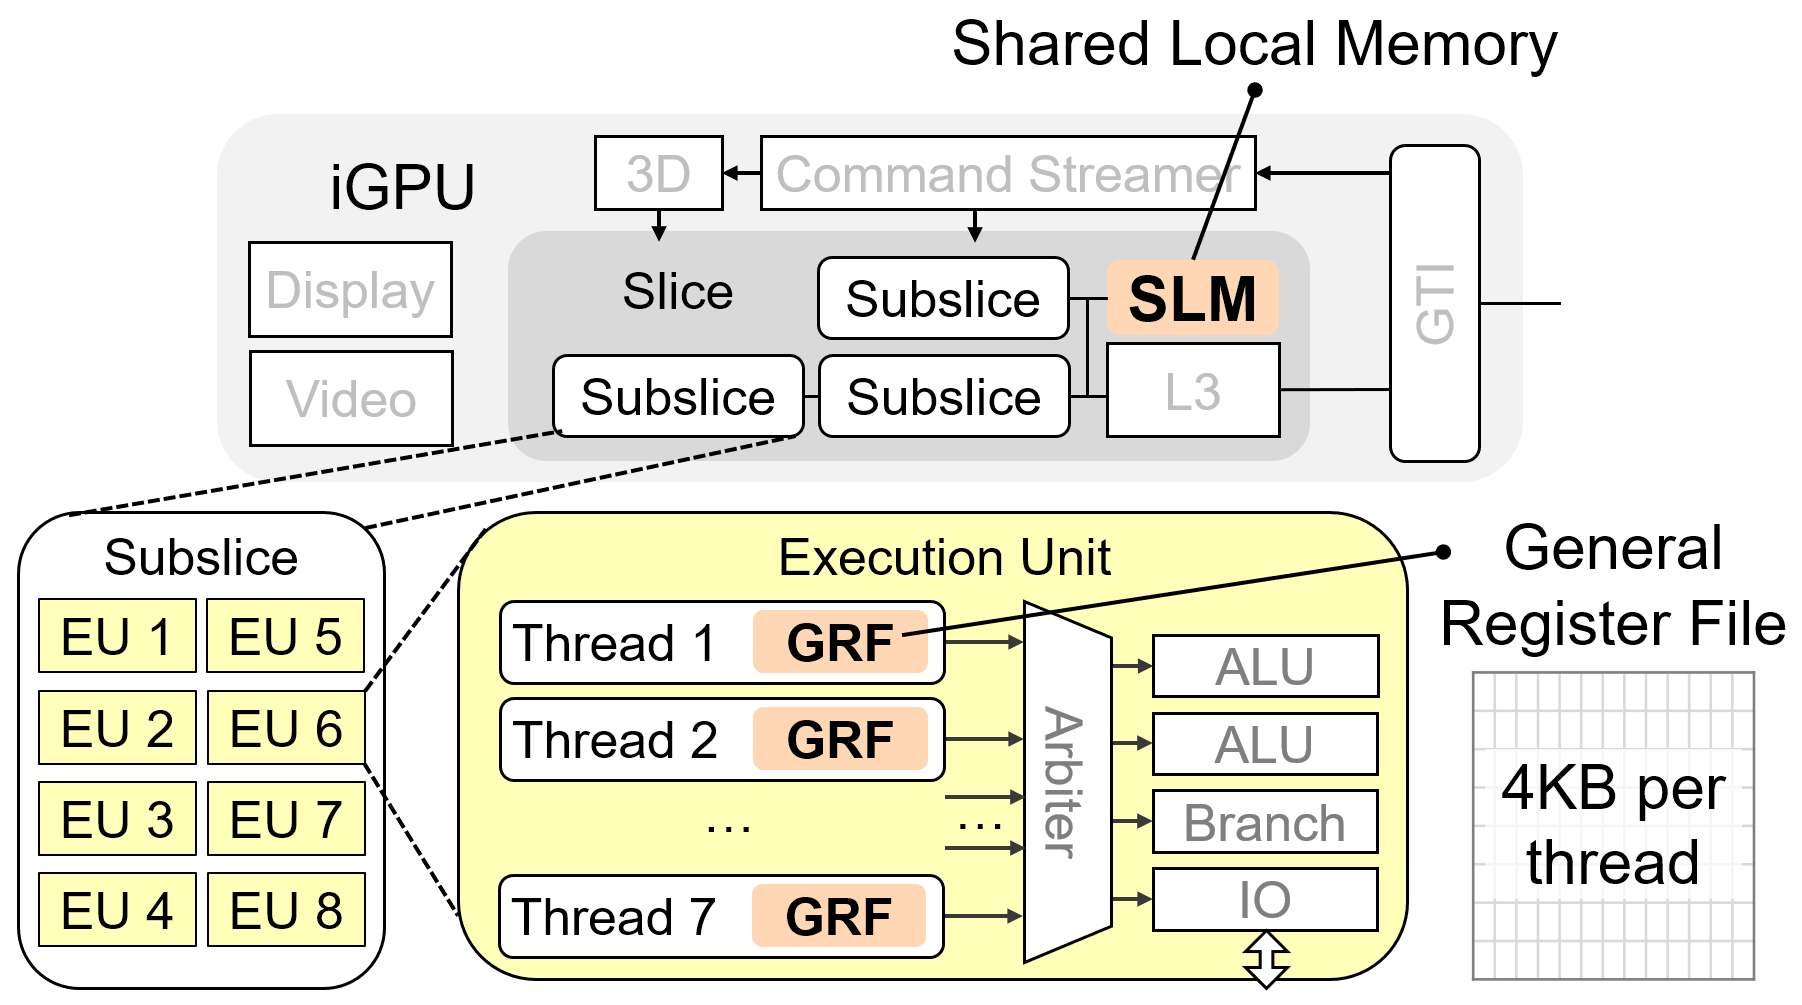 Shared Local Memory
iGPU
3D
Command Streamer
Display
Video
Slice
Subslice
SLM
Subslice
Subslice
L3
GTI
Subslice
EU 1
EU 5
EU 2
EU 6
EU 3
EU 7
EU 4
EU 8
Execution Unit
Thread 1
GRF
Thread 2
GRF
...
...
Thread 7
GRF
Arbiter
ALU
ALU
Branch
IO
General
Register File
4KB per
thread